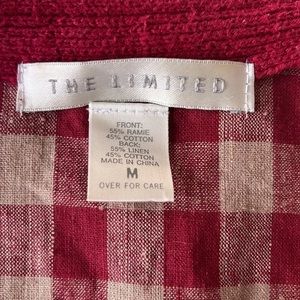 THE LIMITED
FRONT:
55% RAMIE
45% COTTON
BACK:
55% LINEN
45% COTTON
MADE IN CHINA
M
OVER FOR CARE